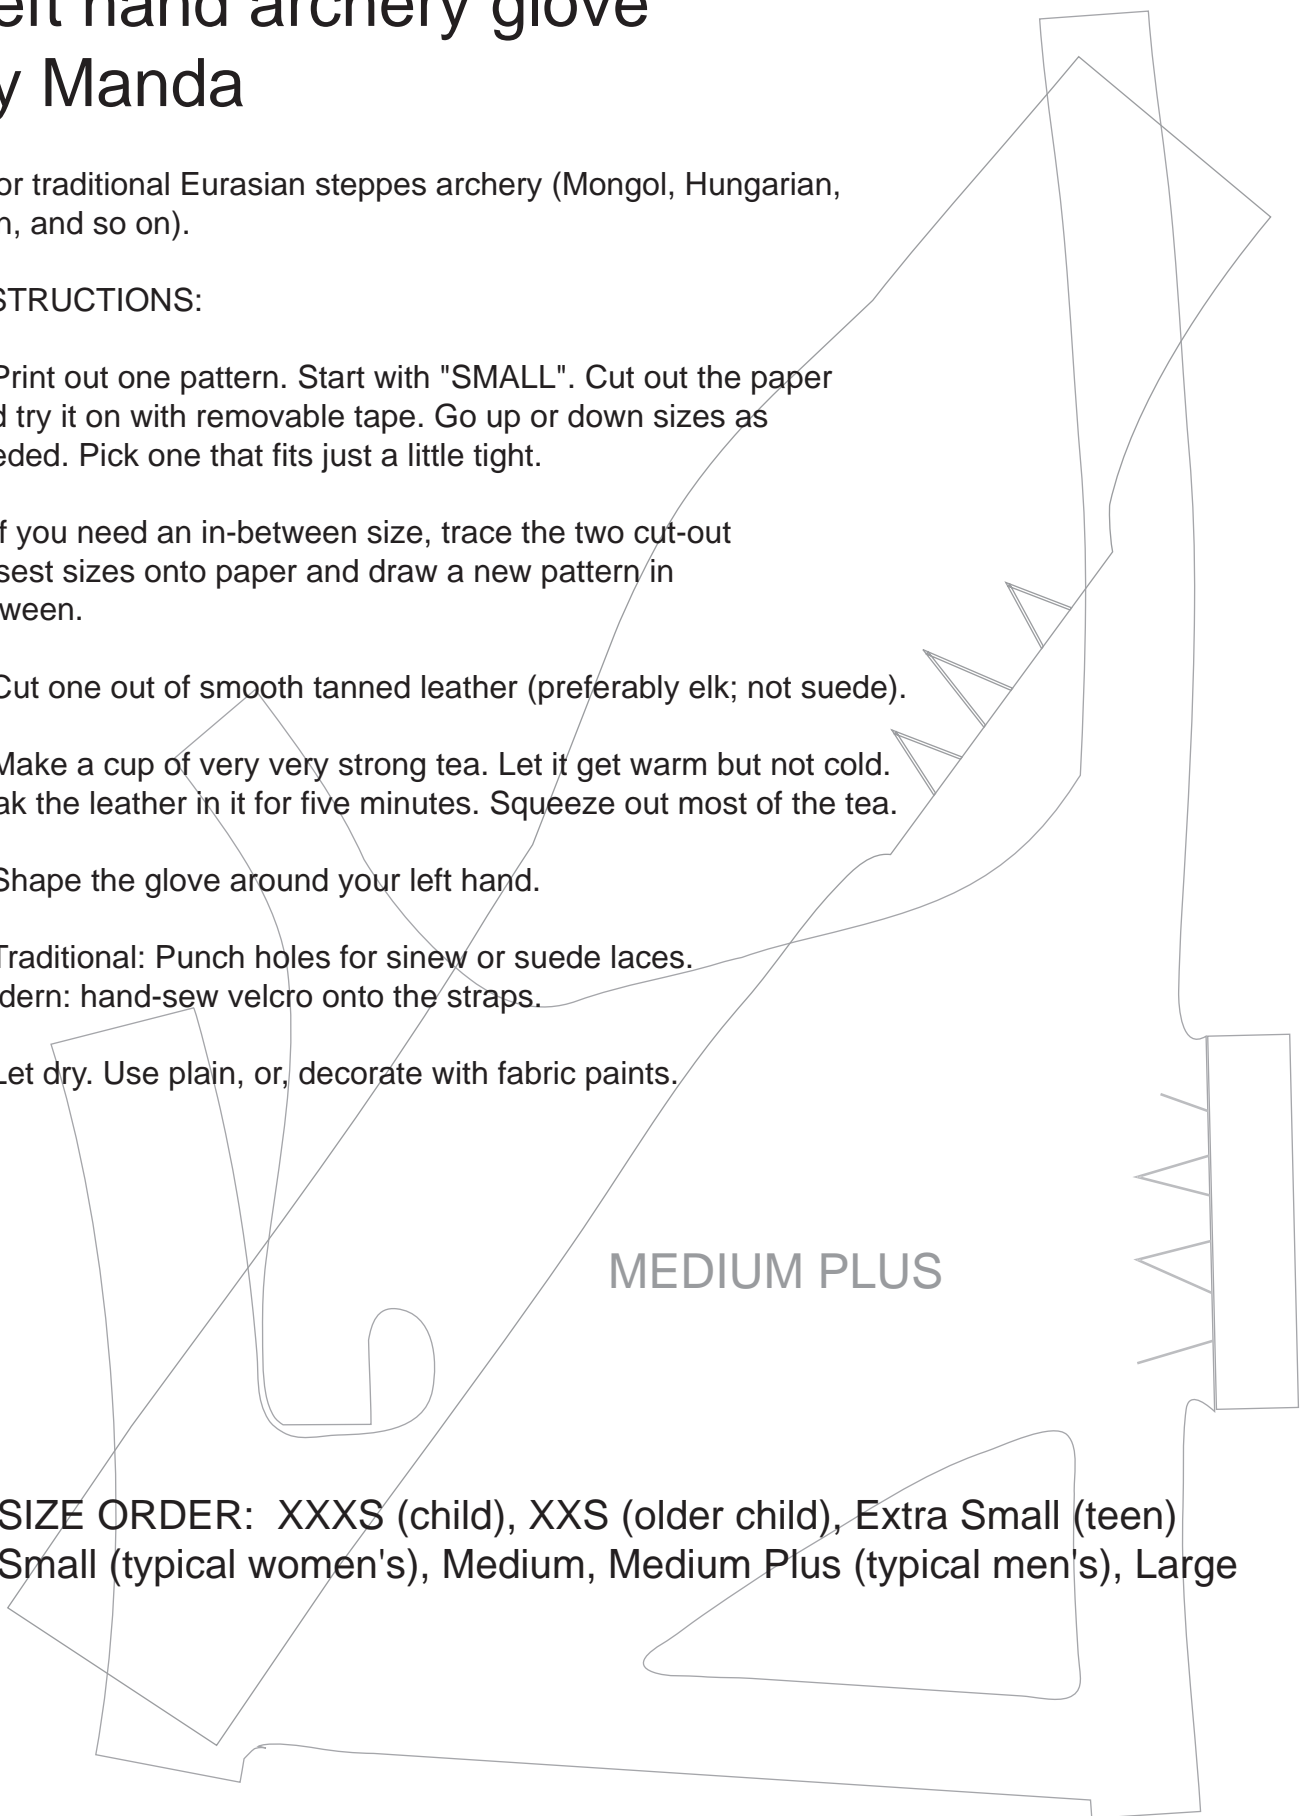 eft hand archery glove
y Manda
or traditional Eurasian steppes archery (Mongol, Hungarian,
n, and so on).
STRUCTIONS:
Print out one pattern. Start with "SMALL". Cut out the paper
d try it on with removable tape. Go up or down sizes as
eded. Pick one that fits just a little tight.
f you need an in-between size, trace the two cut-out
sest sizes onto paper and draw a new pattern in
ween.
Cut one out of smooth tanned leather (preferably elk; not suede).
Make a cup of very very strong tea. Let it get warm but not cold.
ak the leather in it for five minutes. Squeeze out most of the tea.
Shape the glove around your left hand.
Traditional: Punch holes for sinew or suede laces.
dern: hand-sew velcro onto the straps.
Let dry. Use plain, or, decorate with fabric paints.
MEDIUM PLUS
SIZE ORDER:  XXXS (child), XXS (older child), Extra Small (teen)
Small (typical women's), Medium, Medium Plus (typical men's), Large